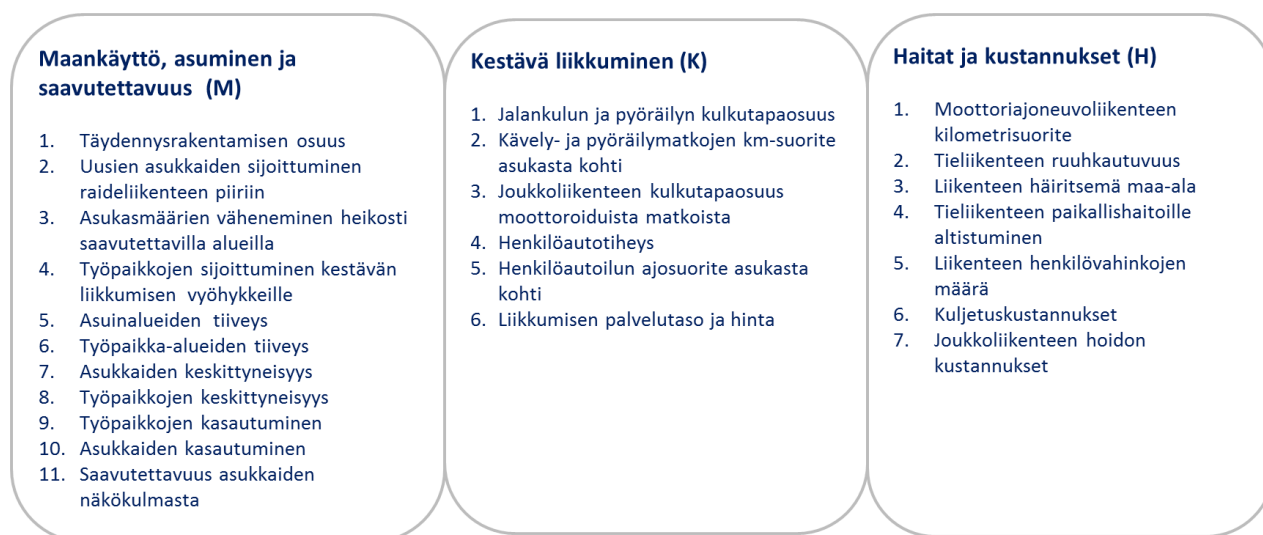 Maankäyttö, asuminen ja
saavutettavuus (M)
1. Täydennysrakentamisen osuus
2. Uusien asukkaiden sijoittuminen
raideliikenteen piiriin
3. Asukasmäärien väheneminen heikosti
saavutettavilla alueilla
4. Työpaikkojen sijoittuminen kestävän
liikkumisen vyöhykkeille
5. Asuinalueiden tiiveys
6. Työpaikka-alueiden tiiveys
7. Asukkaiden keskittyneisyys
8. Työpaikkojen keskittyneisyys
9. Työpaikkojen kasautuminen
10. Asukkaiden kasautuminen
11. Saavutettavuus asukkaiden
näkökulmasta
Kestävä liikkuminen (K)
1. Jalankulun ja pyöräilyn kulkutapaosuus
2. Kävely- ja pyöräilymatkojen km-suorite
asukasta kohti
3. Joukkoliikenteen kulkutapaosuus
moottoroiduista matkoista
4. Henkilöautotiheys
5. Henkilöautoilun ajosuorite asukasta
kohti
6. Liikkumisen palvelutaso ja hinta
Haitat ja kustannukset (H)
1. Moottoriajoneuvoliikenteen
kilometrisuorite
2. Tieliikenteen ruuhkautuvuus
3. Liikenteen häiritsemä maa-ala
4. Tieliikenteen paikallishaitoille
altistuminen
5. Liikenteen henkilövahinkojen
määrä
6. Kuljetuskustannukset
7. Joukkoliikenteen hoidon
kustannukset